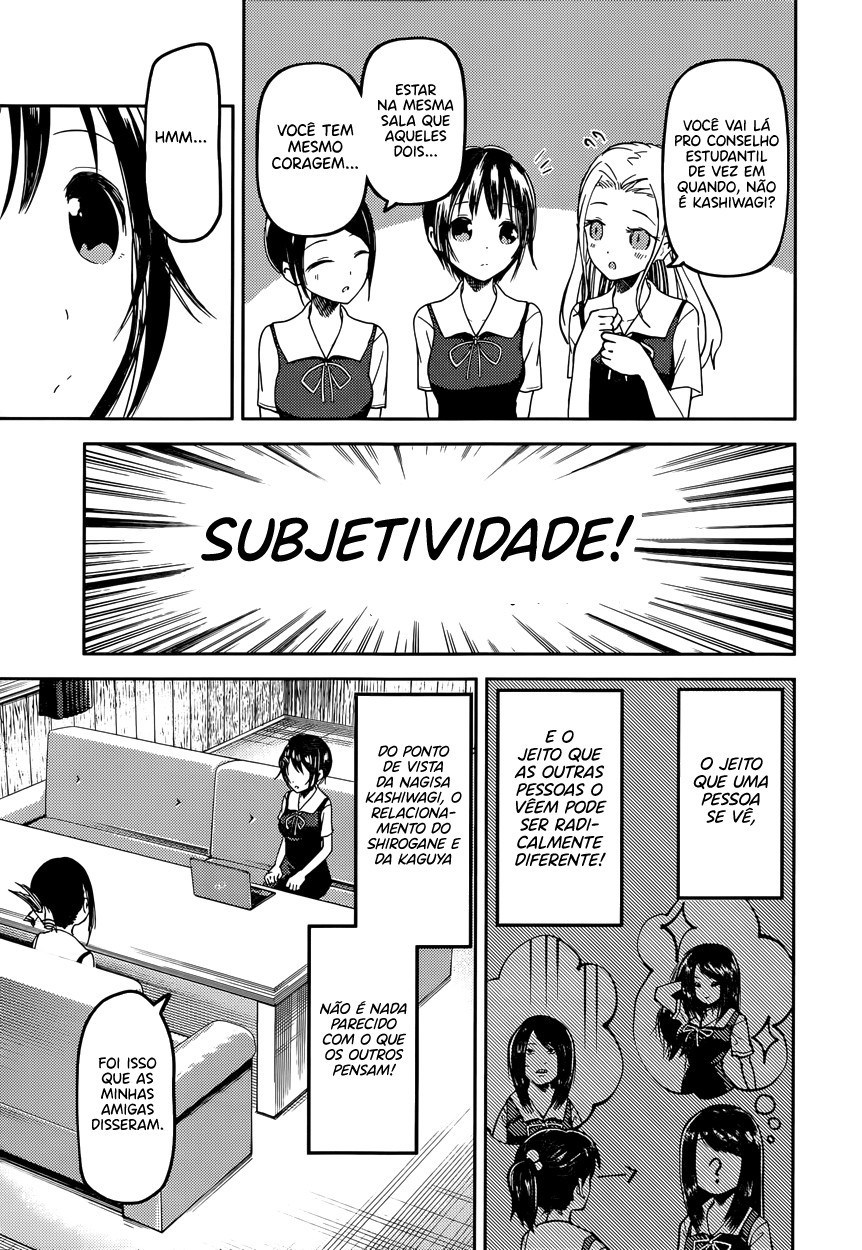 VOCÊ VAI LÁ
PRO CONSELHO
ESTUDANTIL
DE VEZ EM
QUANDO, NÃO
É KASHIWAGI?
ESTAR
NA MESMA
SALA QUE
AQUELES
DOIS...
VOCÊ TEM
MESMO
CORAGEM...
HMM...
SUBJETIVIDADE!
O JEITO
QUE UMA
PESSOA
SE VÊ,
E O
JEITO QUE
AS OUTRAS
PESSOAS O
VÊEM PODE
SER RADI-
CALMENTE
DIFERENTE!
?
DO PONTO
DE VISTA
DA NAGISA
KASHIWAGI, O
RELACIONA-
MENTO DO
SHIROGANE
E DA KAGUYA
NÃO É NADA
PARECIDO
COM O QUE
OS OUTROS
PENSAM!
FOI ISSO
QUE AS
MINHAS
AMIGAS
DISSERAM.